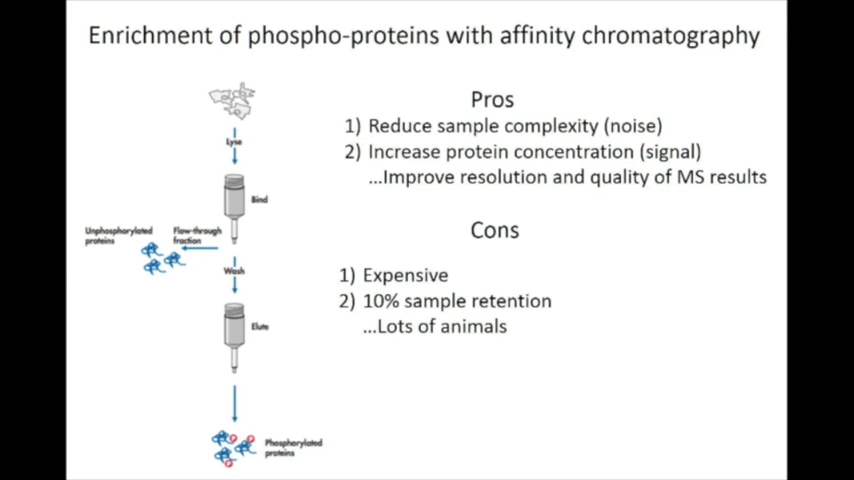 Enrichment of phospho-proteins with affinity chromatography
Lyse
Bind
Unphosphorylated
proteins
Flow-through
fraction
Wash
Elute
P
P
P
Phosphorylated
proteins
Pros
1) Reduce sample complexity (noise)
2) Increase protein concentration (signal)
...Improve resolution and quality of MS results
Cons
1) Expensive
2) 10% sample retention
...Lots of animals